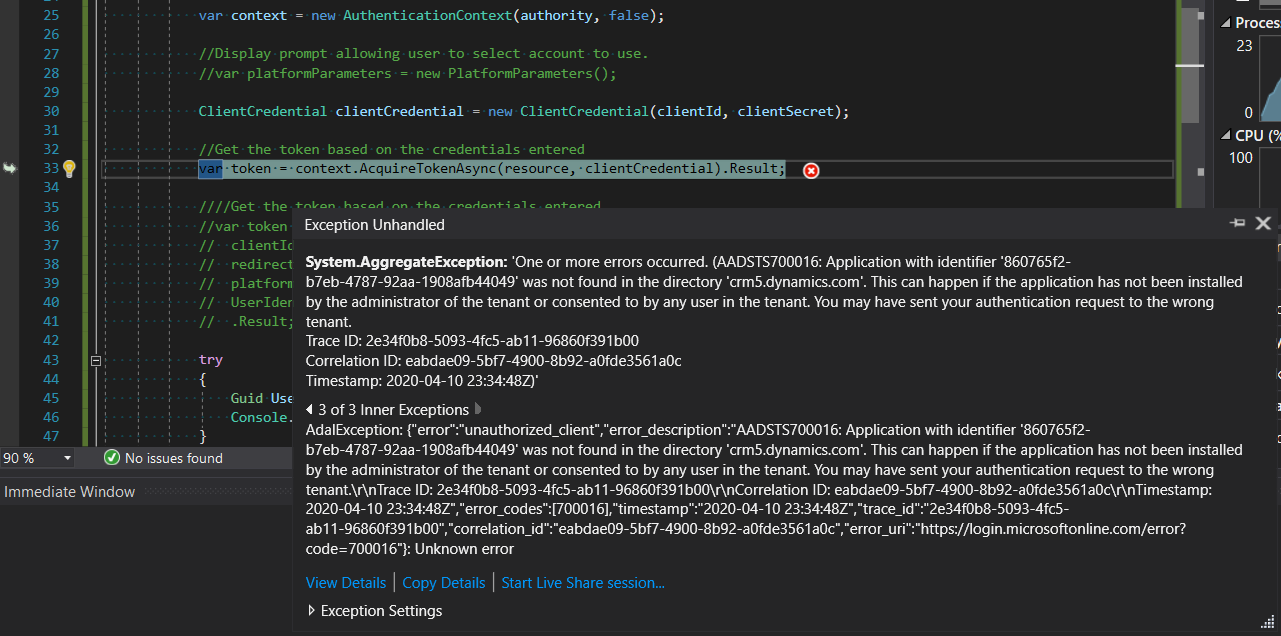 25 var context = new AuthenticationContext(authority, false);
26
27 //Display prompt allowing user to select account to use.
28 //var platformParameters = new PlatformParameters();
29
30 ClientCredential clientCredential = new ClientCredential(clientId, clientSecret);
31
32 //Get the token based on the credentials entered
33 var token = context.AcquireTokenAsync(resource, clientCredential).Result;
34
35 ////Get the token based on the credentials entered
36 //var token
37 // clientId
38 // redirect
39 // platform
40 // UserIden
41 // .Result;
42
43 try
44 {
45 Guid Use
46 Console.
47 }
90 %
No issues found
Immediate Window
Exception Unhandled
System.AggregateException: 'One or more errors occurred. (AADSTS700016: Application with identifier '860765f2-
b7eb-4787-92aa-1908afb44049' was not found in the directory 'crm5.dynamics.com'. This can happen if the application has not been installed
by the administrator of the tenant or consented to by any user in the tenant. You may have sent your authentication request to the wrong
tenant.
Trace ID: 2e34f0b8-5093-4fc5-ab11-96860f391b00
Correlation ID: eabdae09-5bf7-4900-8b92-a0fde3561a0c
Timestamp: 2020-04-10 23:34:48Z)'
3 of 3 Inner Exceptions
AdalException: {"error":"unauthorized_client","error_description":"AADSTS700016: Application with identifier '860765f2-
b7eb-4787-92aa-1908afb44049' was not found in the directory 'crm5.dynamics.com'. This can happen if the application has not been installed
by the administrator of the tenant or consented to by any user in the tenant. You may have sent your authentication request to the wrong
tenant.\r\nTrace ID: 2e34f0b8-5093-4fc5-ab11-96860f391b00\r\nCorrelation ID: eabdae09-5bf7-4900-8b92-a0fde3561a0c\r\nTimestamp:
2020-04-10 23:34:48Z","error_codes":[700016],"timestamp":"2020-04-10 23:34:48Z","trace_id":"2e34f0b8-5093-4fc5-
ab11-96860f391b00","correlation_id":"eabdae09-5bf7-4900-8b92-a0fde3561a0c","error_uri":"https://login.microsoftonline.com/error?
code=700016"}: Unknown error
View Details | Copy Details | Start Live Share session...
Exception Settings
Proces
23
0
CPU (%
100